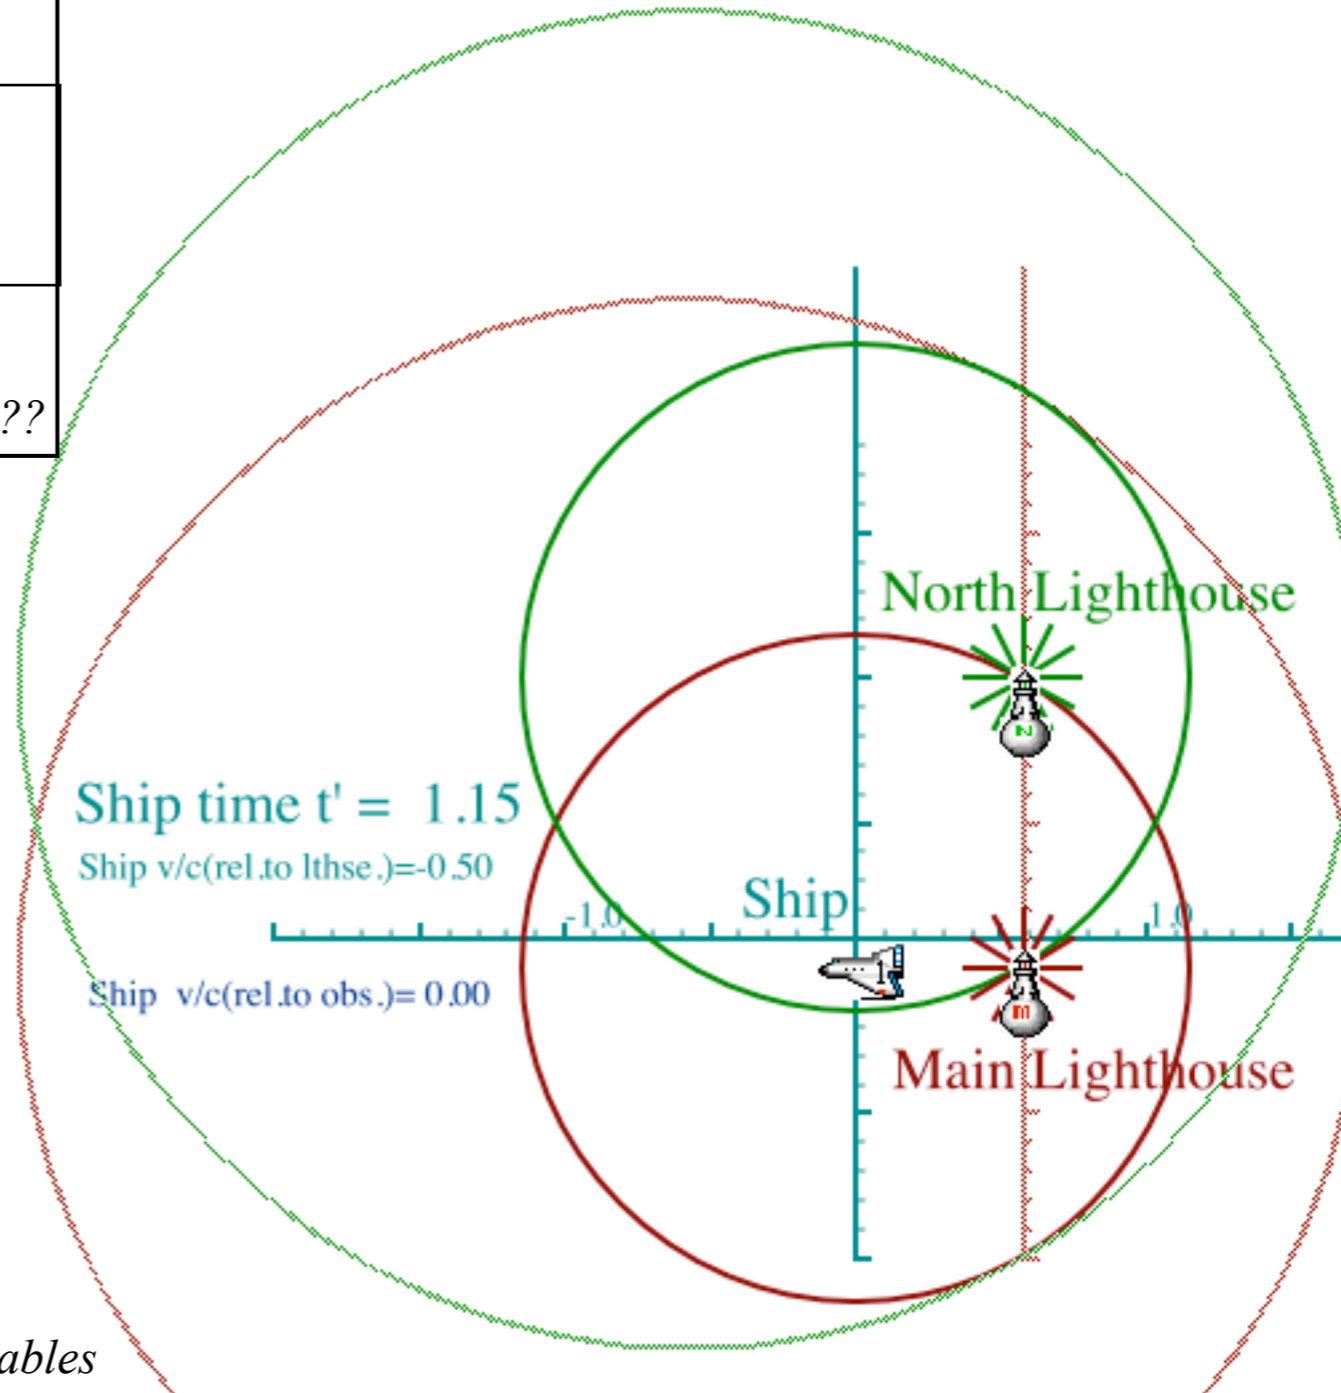 ??
North Lighthouse
N
Ship time t' = 1.15
Ship v/c(rel.to lthse.)=-0.50
Ship
-1.0
1.0
1
Ship v/c(rel.to obs.)= 0.00
m
Main Lighthouse
ables